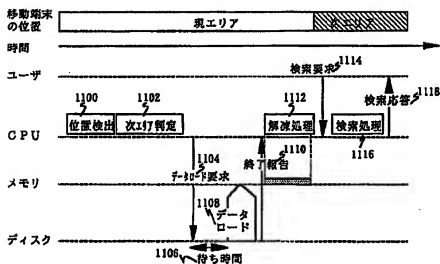 移動端末
の位置
現エリア
次エリア
時間
ユーザ
検索要求
1114
検索応答
1118
1100
1102
1112
位置検出
次エリア判定
解凍処理
検索処理
CPU
1104
データロード要求
終了報告
1110
1116
メモリ
1108
データ
ロード
ディスク
1106
待ち時間